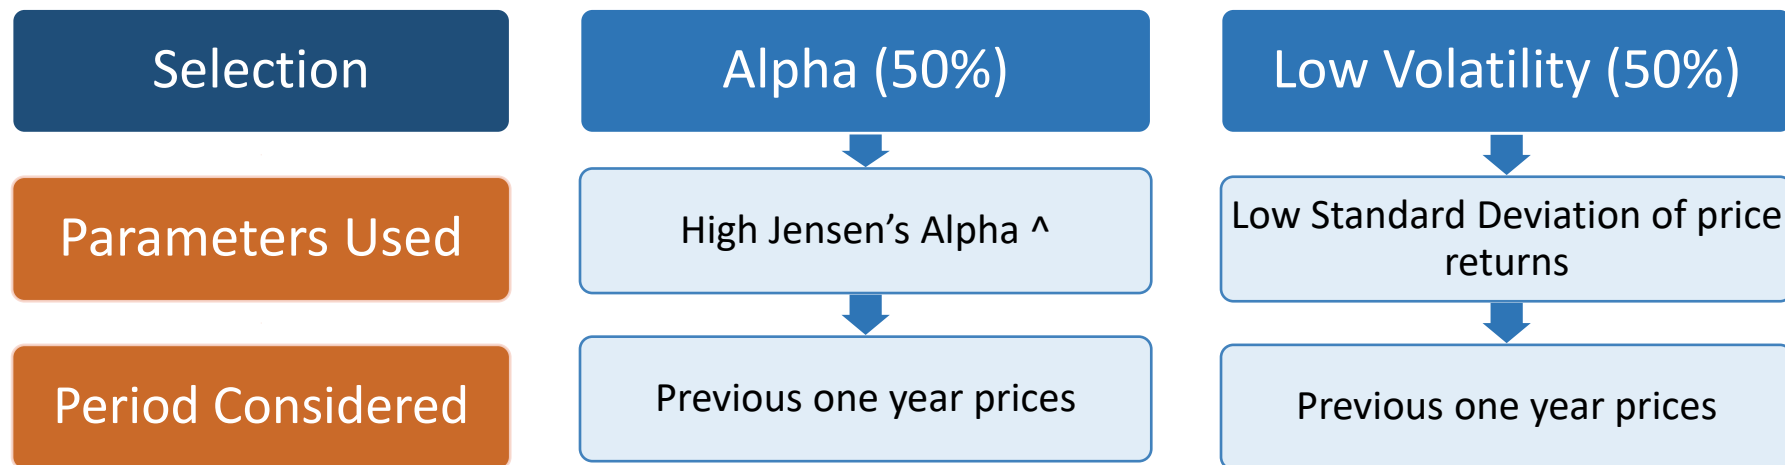 Selection
Alpha (50%)
Low Volatility (50%)
Parameters Used
High Jensen’s Alpha ^
Low Standard Deviation of price
returns
Period Considered
Previous one year prices
Previous one year prices